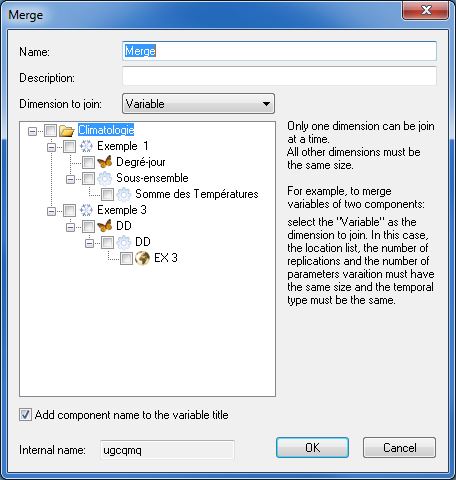 Merge
Name: Merge
Description:
Dimension to join: Variable
Climatologie
Exemple 1
Degré-jour
Sous-ensemble
Somme des Températures
Exemple 3
DD
DD
EX 3
Only one dimension can be join
at a time.
All other dimensions must be
the same size.
For example, to merge
variables of two components:
select the "Variable" as the
dimension to join. In this case,
the location list, the number of
replications and the number of
parameters varaition must have
the same size and the temporal
type must be the same.
Add component name to the variable title
Internal name: ugcqmq
OK
Cancel